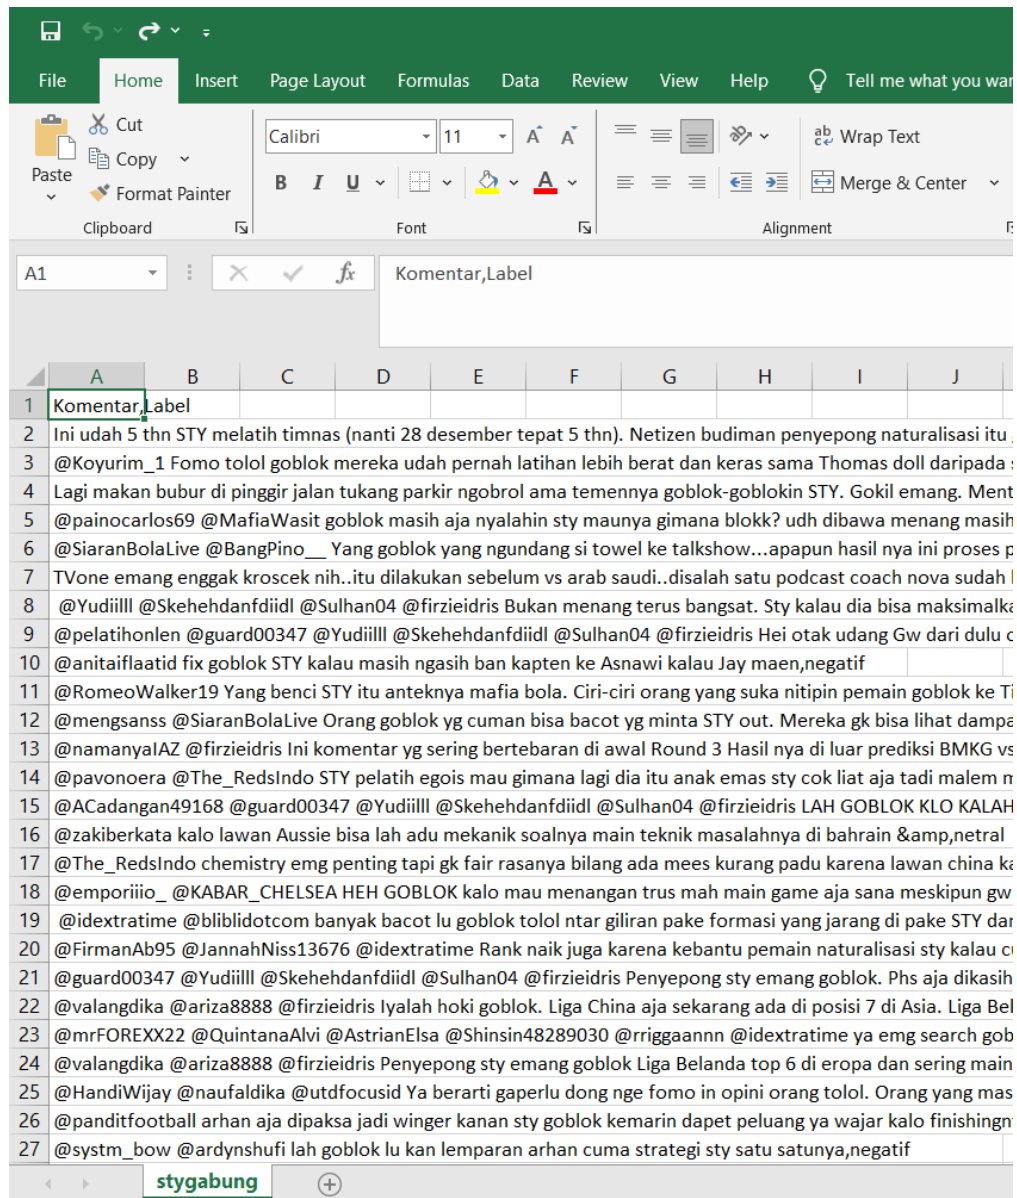 File Home Insert Page Layout Formulas Data Review View Help Tell me what you
Cut
Copy
Paste
Format Painter
Clipboard
Calibri 11
B I U A
Font
ab Wrap Text
Merge & Center
Alignment
A1 fx Komentar,Label
A B C D E F G H I J
1 Komentar,Label
2 Ini udah 5 thn STY melatih timnas (nanti 28 desember tepat 5 thn). Netizen budiman penyepong naturalisasi itu
3 @Koyurim_1 Fomo tolol goblok mereka udah pernah latihan lebih berat dan keras sama Thomas doll daripada
4 Lagi makan bubur di pinggir jalan tukang parkir ngobrol ama temennya goblok-goblokin STY. Gokil emang.
5 @painocarlos69 @MafiaWasit goblok masih aja nyalahin sty maunya gimana blokk? udh dibawa menang masih
6 @SiaranBolaLive @BangPino__ Yang goblok yang ngundang si towel ke talkshow...apapun hasil nya ini proses
7 TVone emang enggak kroscek nih..itu dilakukan sebelum vs arab saudi..disalah satu podcast coach nova sudah
8 @Yudiilll @Skehehdanfdiidl @Sulhan04 @firzieidris Bukan menang terus bangsat. Sty kalau dia bisa
9 @pelatihonlen @guard00347 @Yudiilll @Skehehdanfdiidl @Sulhan04 @firzieidris Hei otak udang Gw dari dulu
10 @anitaiflaatid fix goblok STY kalau masih ngasih ban kapten ke Asnawi kalau Jay maen,negatif
11 @RomeoWalker19 Yang benci STY itu anteknya mafia bola. Ciri-ciri orang yang suka nitipin pemain goblok ke
12 @mengsanss @SiaranBolaLive Orang goblok yg cuman bisa bacot yg minta STY out. Mereka gk bisa lihat
13 @namanyaIAZ @firzieidris Ini komentar yg sering bertebaran di awal Round 3 Hasil nya di luar prediksi BMKG vs
14 @pavonoera @The_RedsIndo STY pelatih egois mau gimana lagi dia itu anak emas sty cok liat aja tadi malem
15 @ACadangan49168 @guard00347 @Yudiilll @Skehehdanfdiidl @Sulhan04 @firzieidris LAH GOBLOK KLO KALAH
16 @zakiberkata kalo lawan Aussie bisa lah adu mekanik soalnya main teknik masalahnya di bahrain &amp,netral
17 @The_RedsIndo chemistry emg penting tapi gk fair rasanya bilang ada mees kurang padu karena lawan china
18 @emporiiio_ @KABAR_CHELSEA HEH GOBLOK kalo mau menangan trus mah main game aja sana meskipun gw
19 @idextratime @bliblidotcom banyak bacot lu goblok tolol ntar giliran pake formasi yang jarang di pake STY
20 @FirmanAb95 @JannahNiss13676 @idextratime Rank naik juga karena kebantu pemain naturalisasi sty kalau
21 @guard00347 @Yudiilll @Skehehdanfdiidl @Sulhan04 @firzieidris Penyepong sty emang goblok. Phs aja dikasih
22 @valangdika @ariza8888 @firzieidris Iyalah hoki goblok. Liga China aja sekarang ada di posisi 7 di Asia. Liga
23 @mrFOREXX22 @QuintanaAlvi @AstrianElsa @Shinsin48289030 @rriggaannn @idextratime ya emg search
24 @valangdika @ariza8888 @firzieidris Penyepong sty emang goblok Liga Belanda top 6 di eropa dan sering main
25 @HandiWijay @naufaldika @utdfocusid Ya berarti gaperlu dong nge fomo in opini orang tolol. Orang yang
26 @panditfootball arhan aja dipaksa jadi winger kanan sty goblok kemarin dapet peluang ya wajar kalo
27 @systm_bow @ardynshufi lah goblok lu kan lemparan arhan cuma strategi sty satu satunya,negatif
stygabung